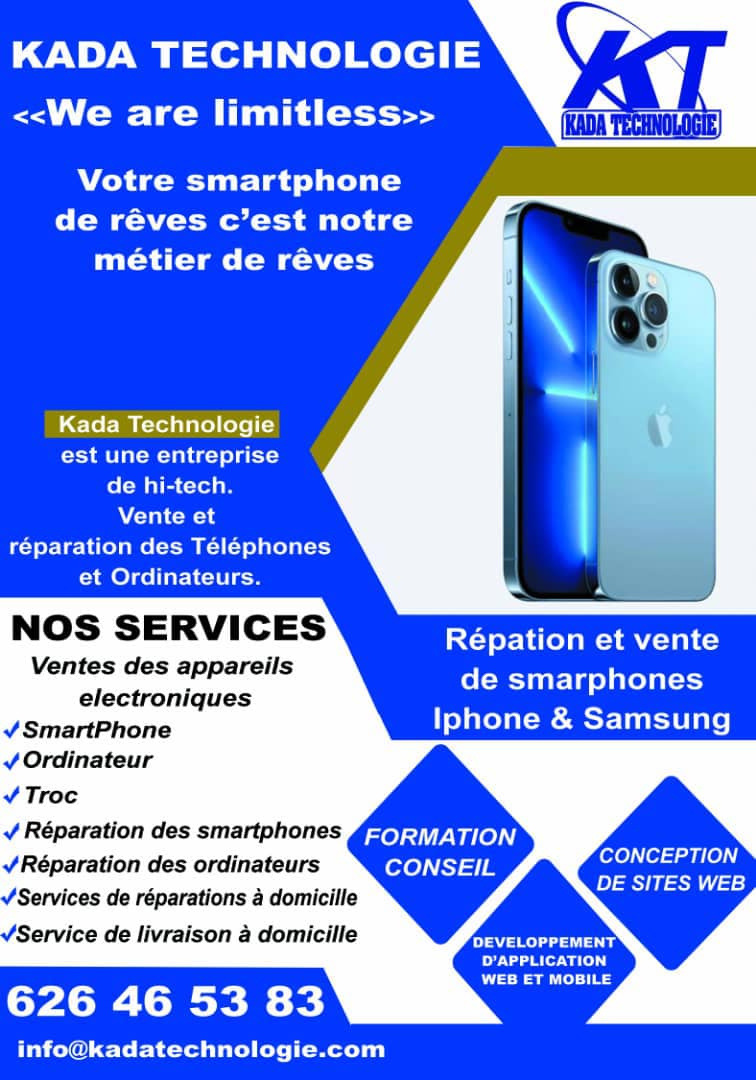 KADA TECHNOLOGIE
<<We are limitless>>
KT
KADA TECHNOLOGIE
Votre smartphone
de rêves c’est notre
métier de rêves
Kada Technologie
est une entreprise
de hi-tech.
Vente et
réparation des Téléphones
et Ordinateurs.
Répation et vente
de smarphones
Iphone & Samsung
NOS SERVICES
Ventes des appareils
electroniques
SmartPhone
Ordinateur
Troc
Réparation des smartphones
Réparation des ordinateurs
Services de réparations à domicille
Service de livraison à domicille
FORMATION
CONSEIL
CONCEPTION
DE SITES WEB
DEVELOPPEMENT
D’APPLICATION
WEB ET MOBILE
626 46 53 83
info@kadatechnologie.com